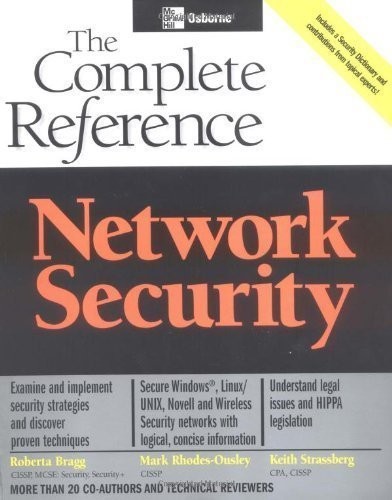 Mc
Graw
Hill
Osborne
Includes a Security Dictionary and
contributions from topical experts!
The
Complete
Reference
Network
Security
Examine and implement
security strategies
and discover
proven techniques
Secure Windows®, Linux/
UNIX, Novell and Wireless
Security networks with
logical, concise information
Understand legal
issues and HIPPA
legislation
Roberta Bragg
CISSP, MCSE: Security, Security+
Mark Rhodes-Ousley
CISSP
Keith Strassberg
CPA, CISSP
MORE THAN 20 CO-AUTHORS AND TECHNICAL REVIEWERS
Copyrighted Material